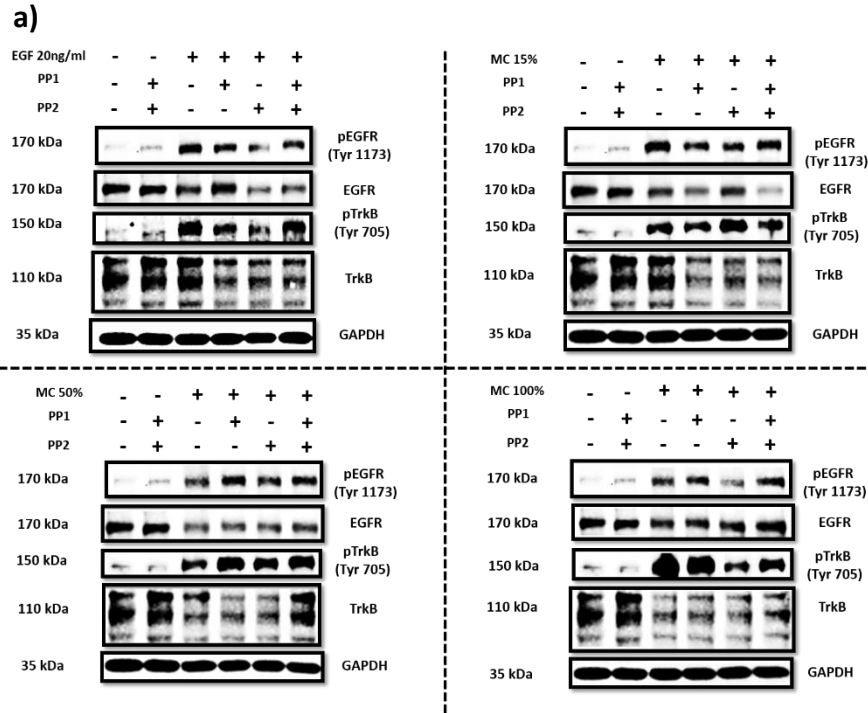 a)
EGF 20ng/ml - - + + + +
PP1 - + - + - +
PP2 - + - - + +
170 kDa pEGFR
(Tyr 1173)
170 kDa EGFR
150 kDa pTrkB
(Tyr 705)
110 kDa TrkB
35 kDa GAPDH
MC 15% - - + + + +
PP1 - + - + - +
PP2 - + - - + +
170 kDa pEGFR
(Tyr 1173)
170 kDa EGFR
150 kDa pTrkB
(Tyr 705)
110 kDa TrkB
35 kDa GAPDH
MC 50% - - + + + +
PP1 - + - + - +
PP2 - + - - + +
170 kDa pEGFR
(Tyr 1173)
170 kDa EGFR
150 kDa pTrkB
(Tyr 705)
110 kDa TrkB
35 kDa GAPDH
MC 100% - - + + + +
PP1 - + - + - +
PP2 - + - - + +
170 kDa pEGFR
(Tyr 1173)
170 kDa EGFR
150 kDa pTrkB
(Tyr 705)
110 kDa TrkB
35 kDa GAPDH